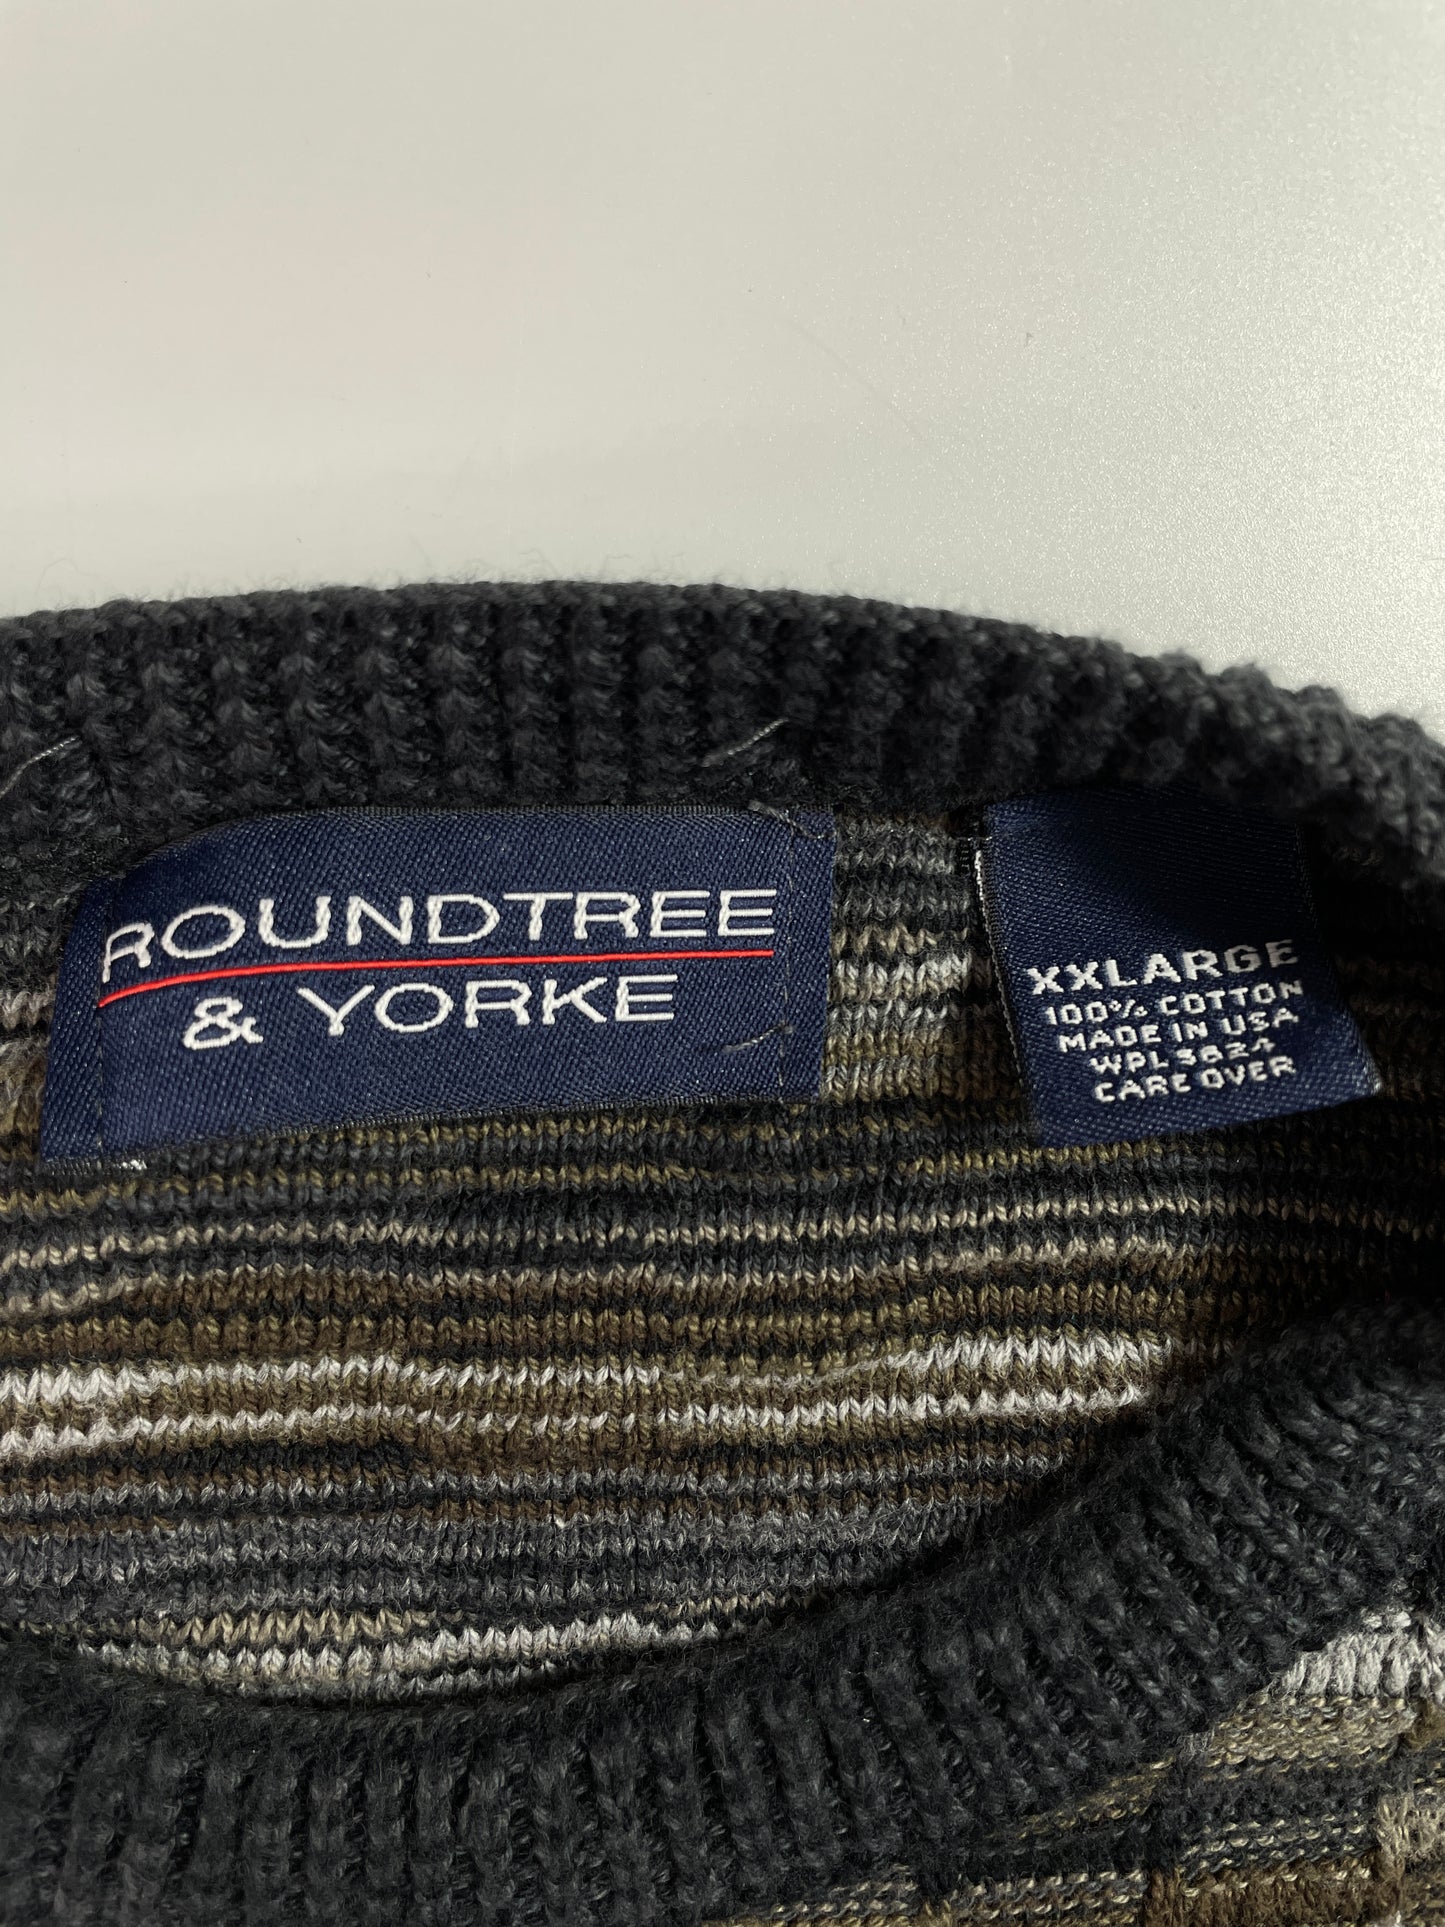 ROUNDTREE
& YORKE
XXLARGE
100% COTTON
MADE IN USA
WPL3624
CARE OVER